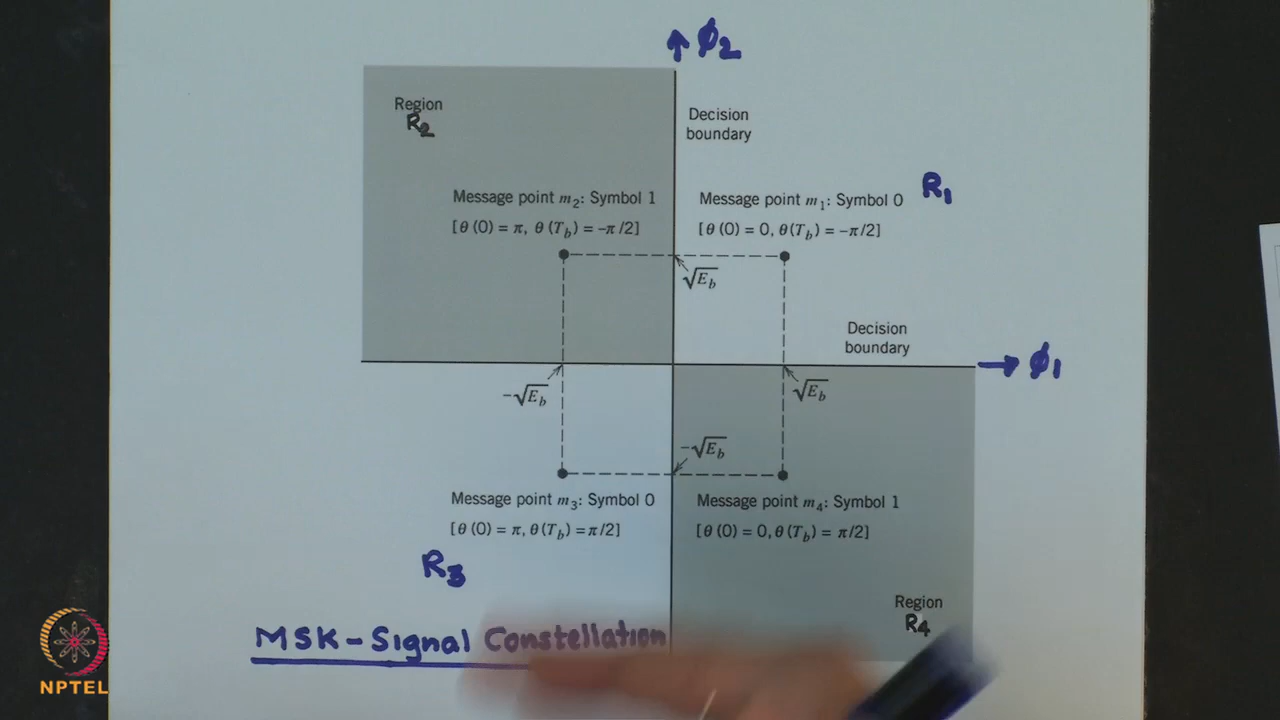 ↑ ϕ2
Region
R2
Decision
boundary
Message point m2: Symbol 1
[θ (0) = π, θ (Tb) = −π /2]
Message point m1: Symbol 0
[θ (0) = 0, θ (Tb) = −π/2]
R1
√Eb
Decision
boundary
→ ϕ1
−√Eb
√Eb
−√Eb
Message point m3: Symbol 0
[θ (0) = π, θ (Tb) = π/2]
Message point m4: Symbol 1
[θ (0) = 0, θ (Tb) = π/2]
R3
Region
R4
MSK-Signal Constellation
NPTEL